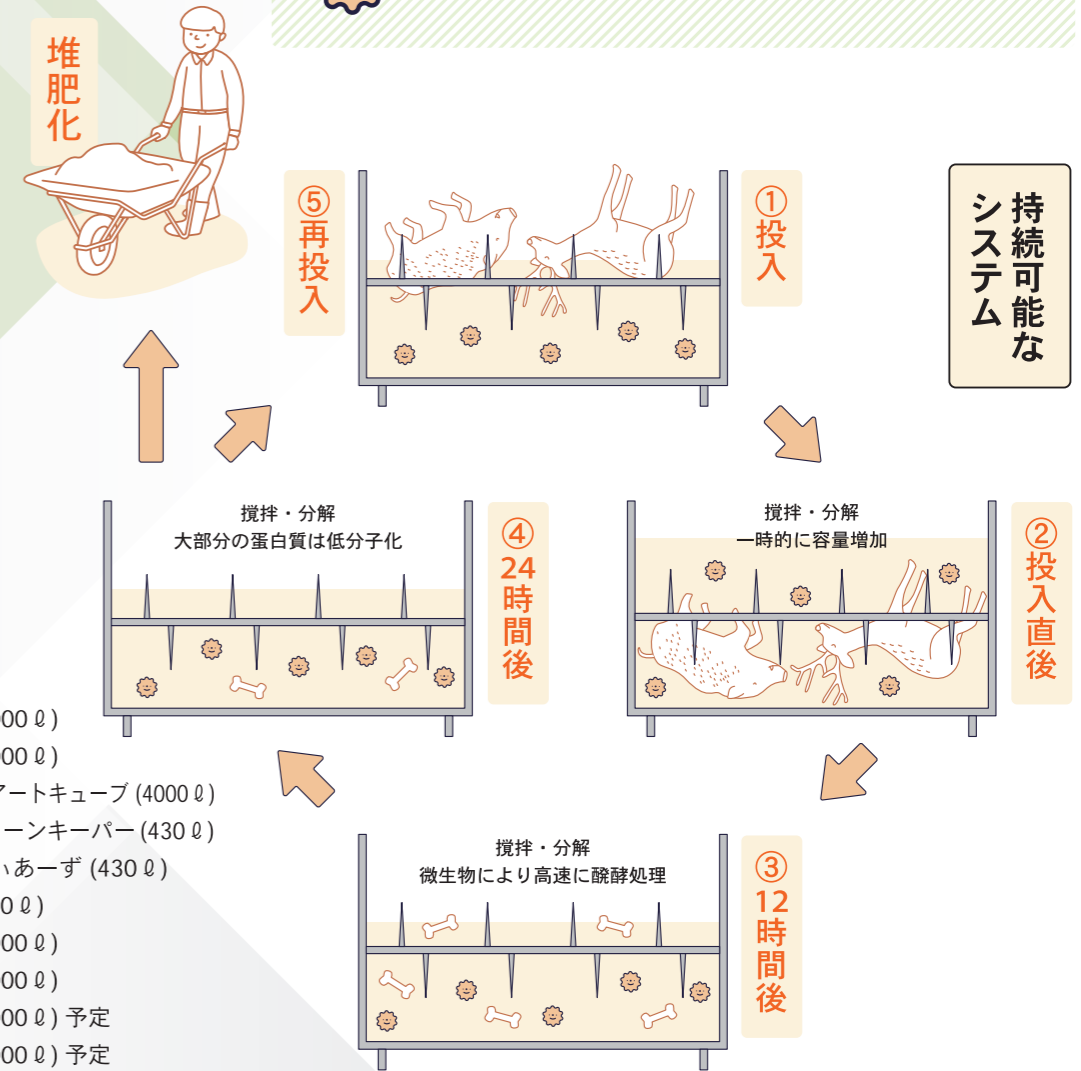 堆肥化
持続可能な
システム
①投入
②投入直後
撹拌・分解
一時的に容量増加
③12時間後
撹拌・分解
微生物により高速に醗酵処理
④24時間後
撹拌・分解
大部分の蛋白質は低分子化
⑤再投入
00ℓ)
00ℓ)
アートキューブ(4000ℓ)
ーンキーパー(430ℓ)
あーず(430ℓ)
0ℓ)
00ℓ)
00ℓ)
00ℓ) 予定
00ℓ) 予定